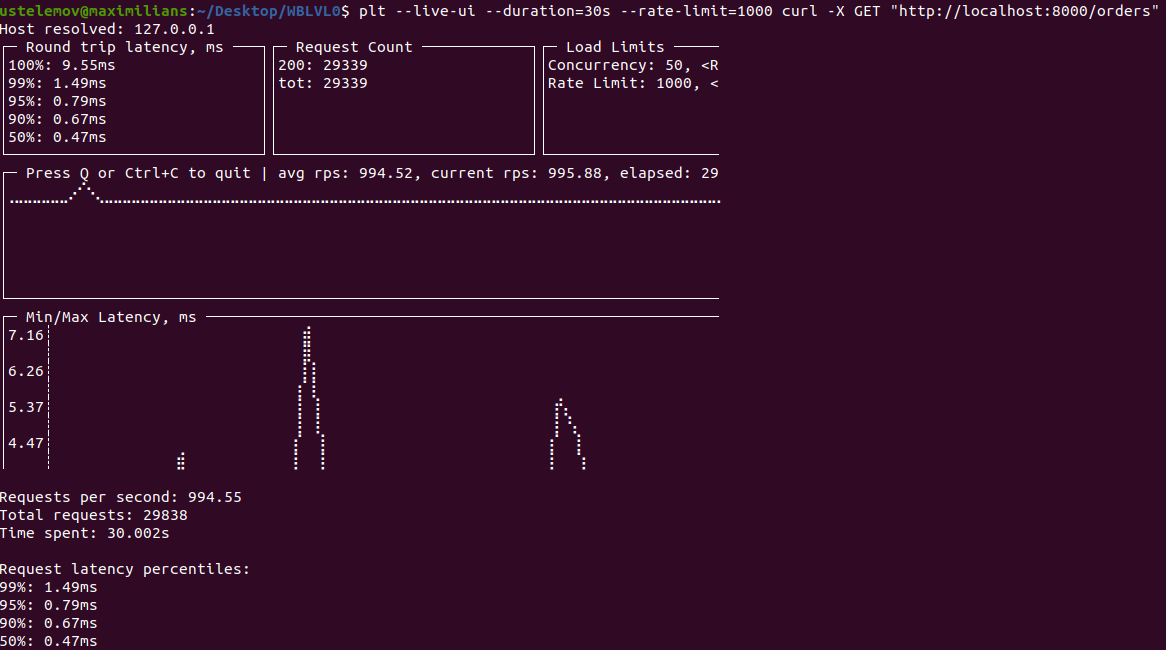 ustelemov@maximilians:~/Desktop/WBLVL0$ plt --live-ui --duration=30s --rate-limit=1000 curl -X GET "http://localhost:8000/orders"
Host resolved: 127.0.0.1
Round trip latency, ms
100%: 9.55ms
99%: 1.49ms
95%: 0.79ms
90%: 0.67ms
50%: 0.47ms
Request Count
200: 29339
tot: 29339
Load Limits
Concurrency: 50, <R
Rate Limit: 1000, <
Press Q or Ctrl+C to quit | avg rps: 994.52, current rps: 995.88, elapsed: 29
Min/Max Latency, ms
7.16
6.26
5.37
4.47
Requests per second: 994.55
Total requests: 29838
Time spent: 30.002s
Request latency percentiles:
99%: 1.49ms
95%: 0.79ms
90%: 0.67ms
50%: 0.47ms